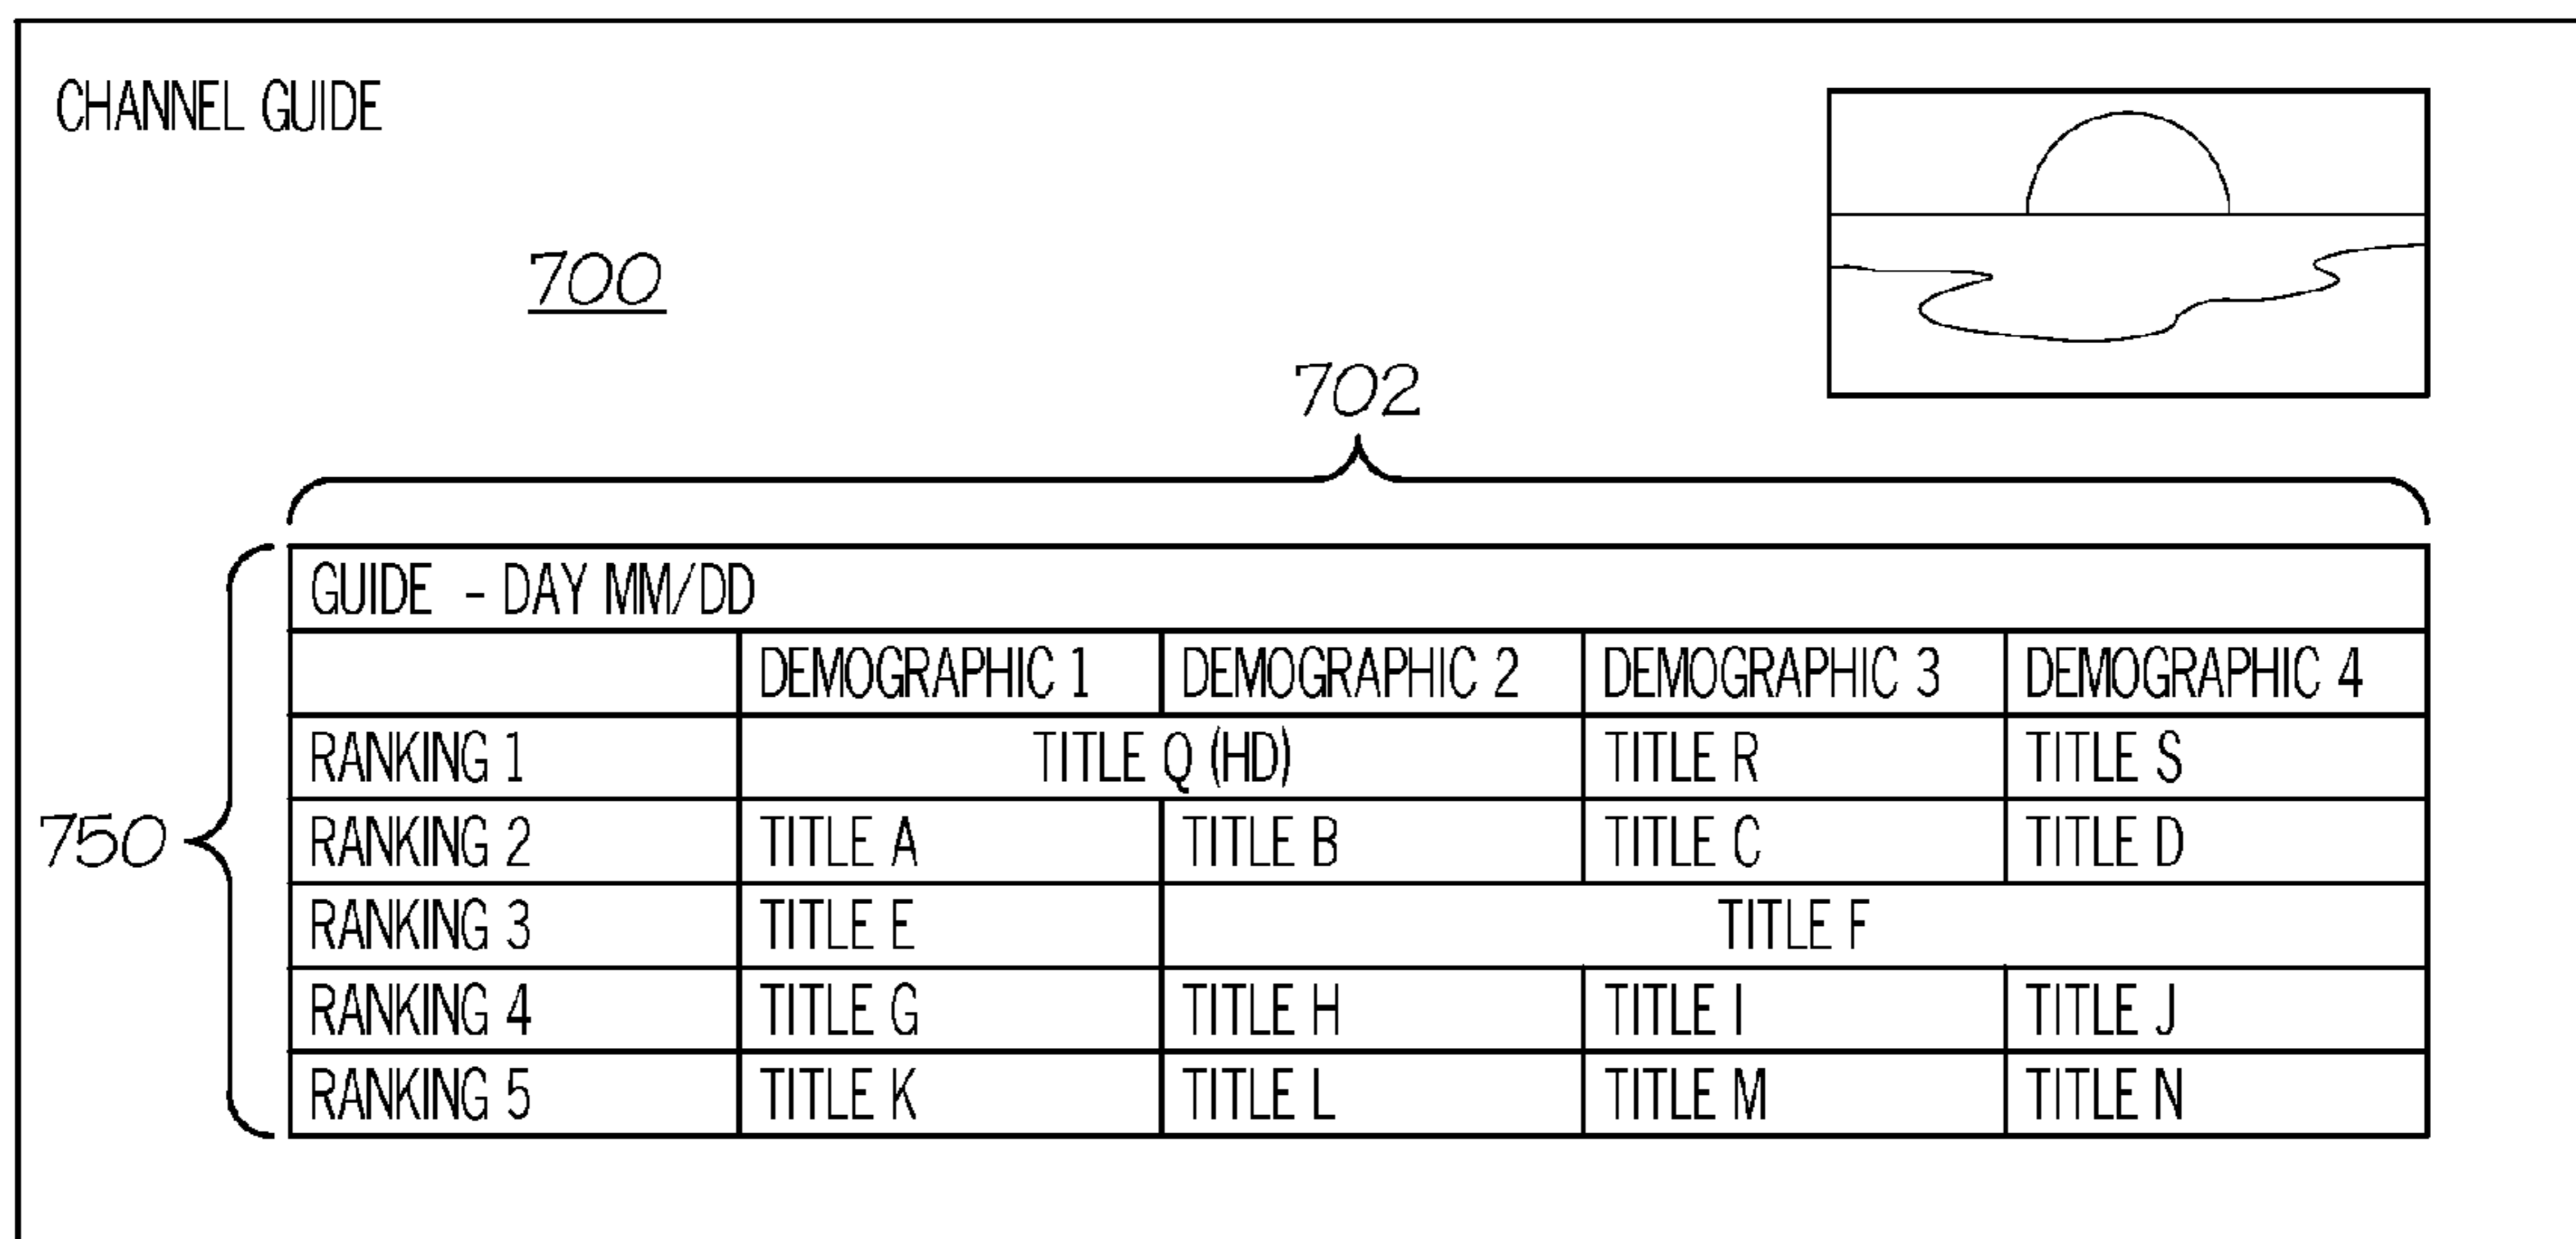 CHANNEL GUIDE
700
702
750
GUIDE - DAY MM/DD
DEMOGRAPHIC 1 DEMOGRAPHIC 2 DEMOGRAPHIC 3 DEMOGRAPHIC 4
RANKING 1 TITLE Q (HD) TITLE R TITLE S
RANKING 2 TITLE A TITLE B TITLE C TITLE D
RANKING 3 TITLE E TITLE F
RANKING 4 TITLE G TITLE H TITLE I TITLE J
RANKING 5 TITLE K TITLE L TITLE M TITLE N